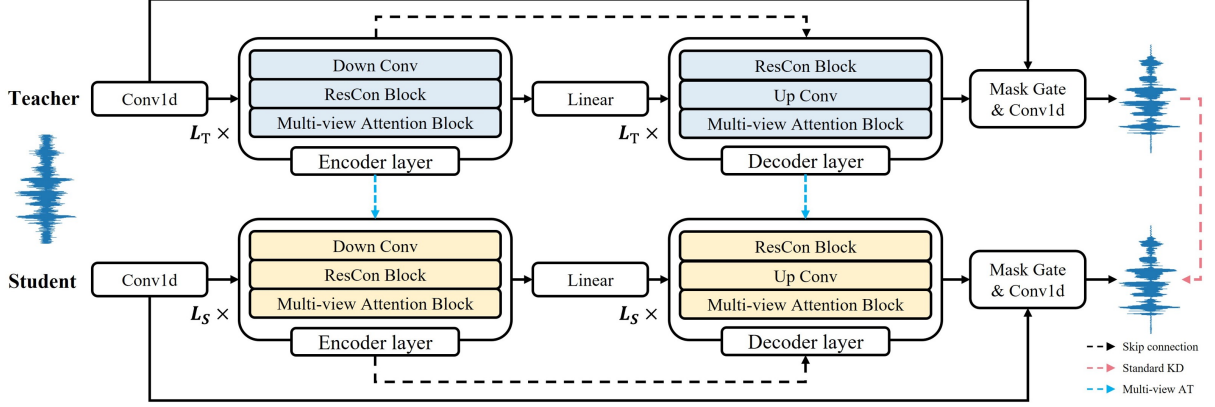 Teacher
Conv1d
L_T ×
Down Conv
ResCon Block
Multi-view Attention Block
Encoder layer
Linear
L_T ×
ResCon Block
Up Conv
Multi-view Attention Block
Decoder layer
Mask Gate
& Conv1d
Student
Conv1d
L_S ×
Down Conv
ResCon Block
Multi-view Attention Block
Encoder layer
Linear
L_S ×
ResCon Block
Up Conv
Multi-view Attention Block
Decoder layer
Mask Gate
& Conv1d
Skip connection
Standard KD
Multi-view AT